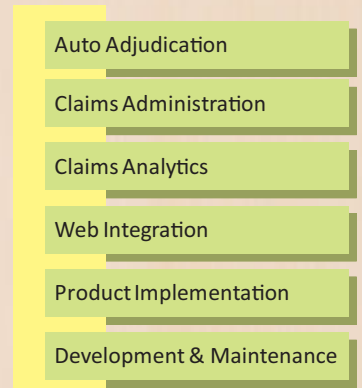 Auto Adjudication
Claims Administration
Claims Analytics
Web Integration
Product Implementation
Development & Maintenance